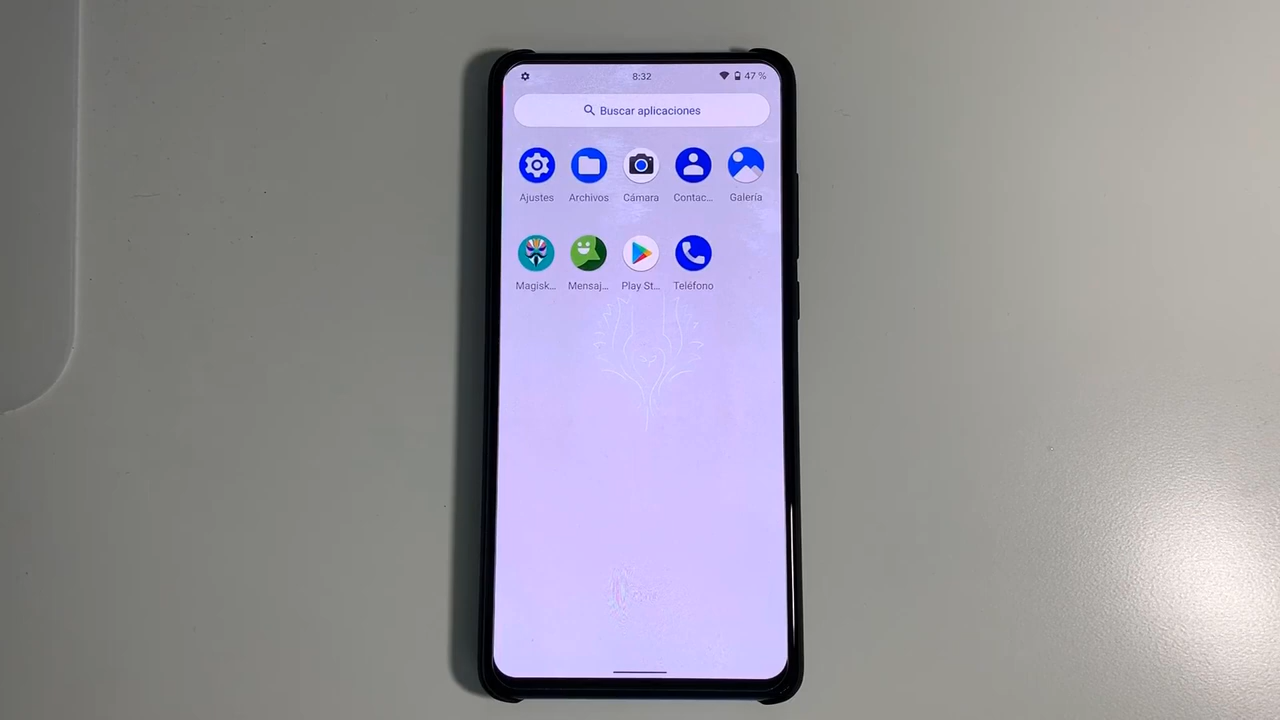 8:32 47 %
Buscar aplicaciones
Ajustes Archivos Cámara Contac... Galería
Magisk... Mensaj... Play St... Teléfono